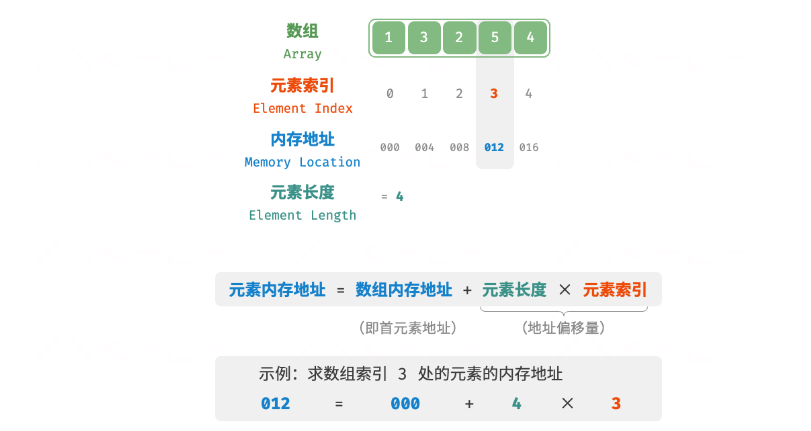 数组 1 3 2 5 4
Array
元素索引 0 1 2 3 4
Element Index
内存地址 000 004 008 012 016
Memory Location
元素长度 = 4
Element Length
元素内存地址 = 数组内存地址 + 元素长度 × 元素索引
（即首元素地址） （地址偏移量）
示例：求数组索引 3 处的元素的内存地址
012 = 000 + 4 × 3